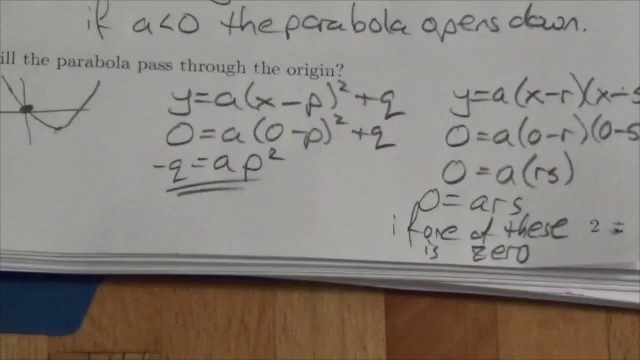 if a<0 the parabola opens down.
ill the parabola pass through the origin?
y=a(x-p)²+q
0=a(0-p)²+q
-q=ap²
y=a(x-r)(x-s
0=a(0-r)(0-s
0=a(rs)
0=ars
if one of these
is zero
2 =